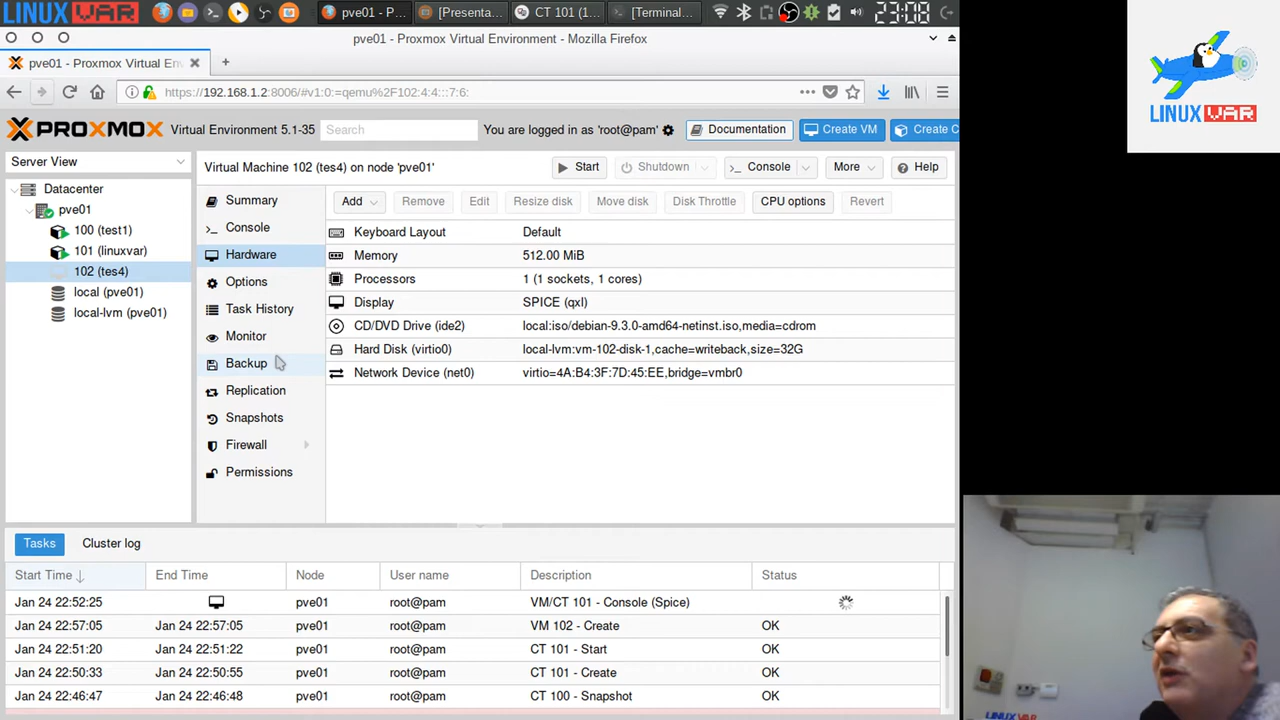 LINUX VAR
pve01 - P...
[Presenta...
CT 101 (1...
[Terminal...
23:08
pve01 - Proxmox Virtual Environment - Mozilla Firefox
pve01 - Proxmox Virtual En
https://192.168.1.2:8006/#v1:0:=qemu%2F102:4:4:::7:6:
PROXMOX Virtual Environment 5.1-35
Search
You are logged in as 'root@pam'
Documentation
Create VM
Create C
Server View
Virtual Machine 102 (tes4) on node 'pve01'
Start
Shutdown
Console
More
Help
Datacenter
pve01
100 (test1)
101 (linuxvar)
102 (tes4)
local (pve01)
local-lvm (pve01)
Summary
Console
Hardware
Options
Task History
Monitor
Backup
Replication
Snapshots
Firewall
Permissions
Add
Remove
Edit
Resize disk
Move disk
Disk Throttle
CPU options
Revert
Keyboard Layout Default
Memory 512.00 MiB
Processors 1 (1 sockets, 1 cores)
Display SPICE (qxl)
CD/DVD Drive (ide2) local:iso/debian-9.3.0-amd64-netinst.iso,media=cdrom
Hard Disk (virtio0) local-lvm:vm-102-disk-1,cache=writeback,size=32G
Network Device (net0) virtio=4A:B4:3F:7D:45:EE,bridge=vmbr0
Tasks
Cluster log
Start Time End Time Node User name Description Status
Jan 24 22:52:25 pve01 root@pam VM/CT 101 - Console (Spice)
Jan 24 22:57:05 Jan 24 22:57:05 pve01 root@pam VM 102 - Create OK
Jan 24 22:51:20 Jan 24 22:51:22 pve01 root@pam CT 101 - Start OK
Jan 24 22:50:33 Jan 24 22:50:55 pve01 root@pam CT 101 - Create OK
Jan 24 22:46:47 Jan 24 22:46:48 pve01 root@pam CT 100 - Snapshot OK
LINUX VAR
LINUX VAR